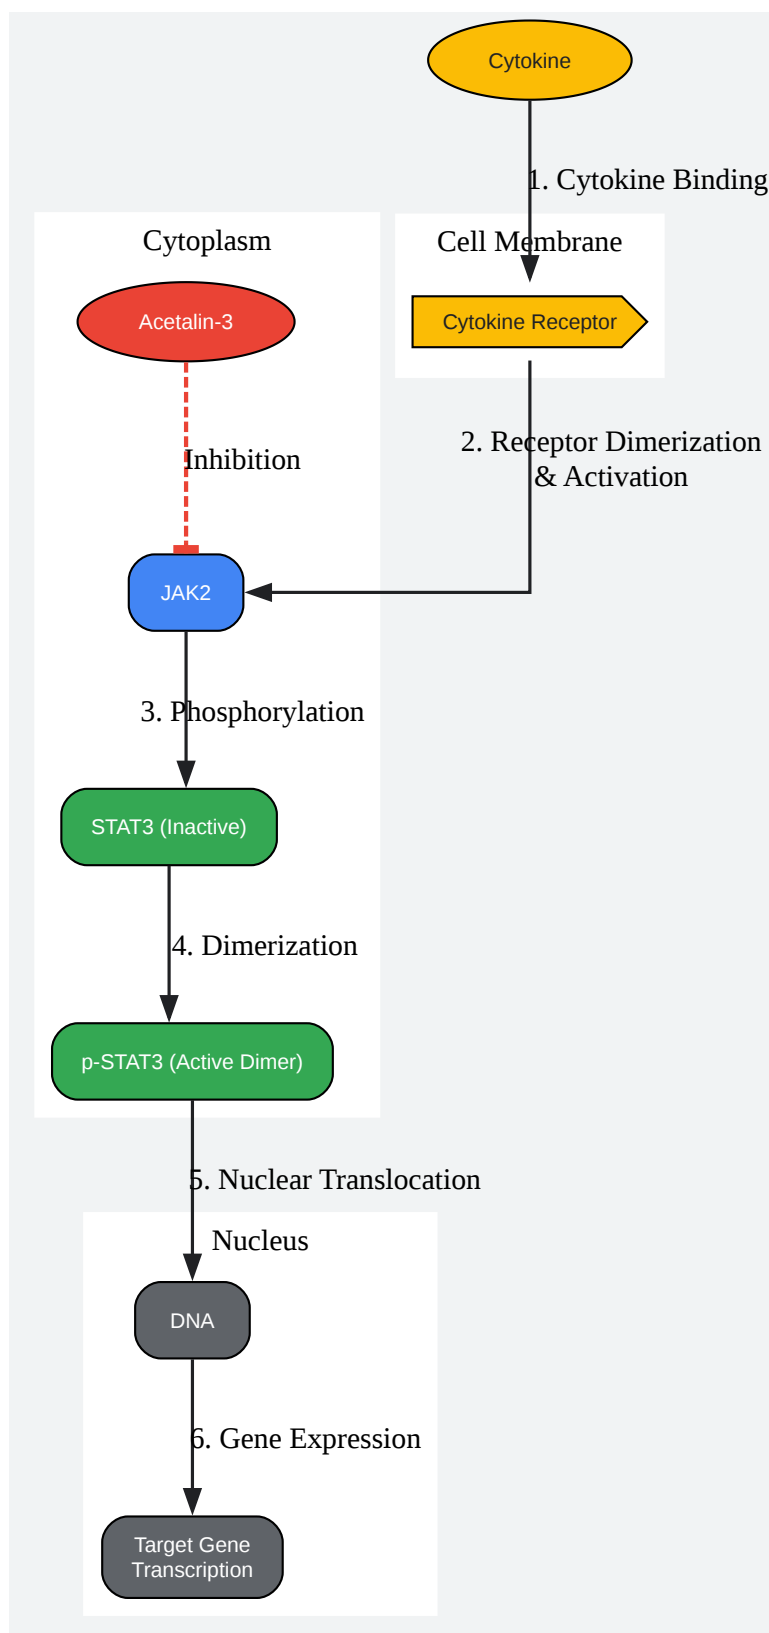 Cytokine
1. Cytokine Binding
Cytoplasm
Cell Membrane
Acetalin-3
Cytokine Receptor
2. Receptor Dimerization
& Activation
Inhibition
JAK2
3. Phosphorylation
STAT3 (Inactive)
4. Dimerization
p-STAT3 (Active Dimer)
5. Nuclear Translocation
Nucleus
DNA
6. Gene Expression
Target Gene
Transcription